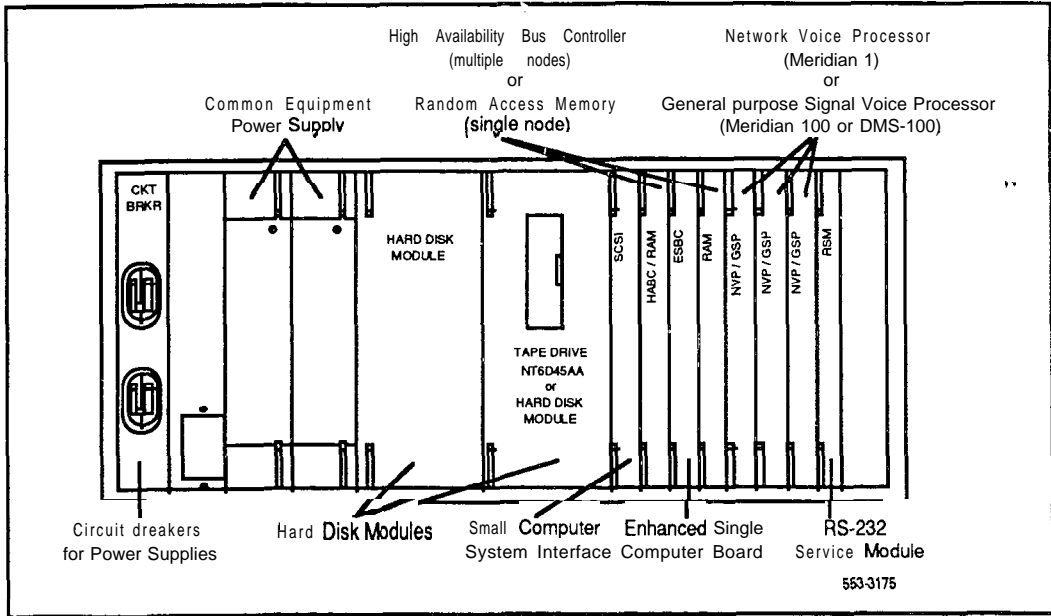 High Availability Bus Controller
(multiple nodes)
or
Random Access Memory
(single node)
Network Voice Processor
(Meridian 1)
or
General purpose Signal Voice Processor
(Meridian 100 or DMS-100)
Common Equipment
Power Supply
CKT
BRKR
HARD DISK
MODULE
TAPE DRIVE
NT6D45AA
or
HARD DISK
MODULE
SCSI
HABC / RAM
ESBC
RAM
NVP / GSP
NVP / GSP
NVP / GSP
RSM
Circuit dreakers
for Power Supplies
Hard Disk Modules
Small Computer
System Interface
Enhanced Single
Computer Board
RS-232
Service Module
553-3175